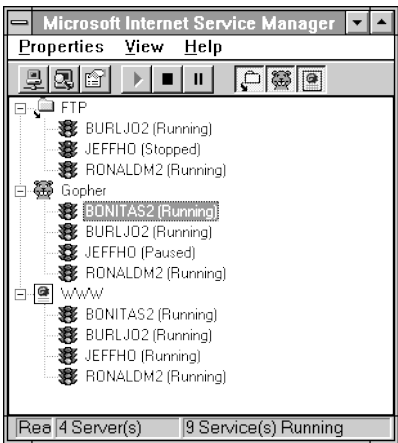 Microsoft Internet Service Manager
Properties View Help
FTP
BURLJO2 (Running)
JEFFHO (Stopped)
RONALDM2 (Running)
Gopher
BONITAS2 (Running)
BURLJO2 (Running)
JEFFHO (Paused)
RONALDM2 (Running)
WWW
BONITAS2 (Running)
BURLJO2 (Running)
JEFFHO (Running)
RONALDM2 (Running)
Rea 4 Server(s) 9 Service(s) Running